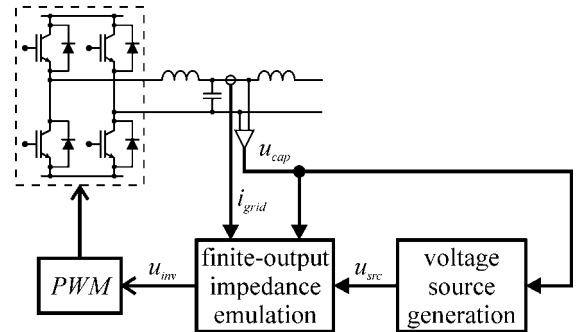 u_cap
i_grid
PWM
u_inv
finite-output
impedance
emulation
u_src
voltage
source
generation